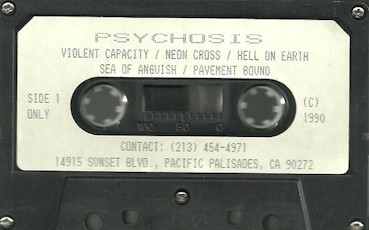 PSYCHOSIS
VIOLENT CAPACITY / NEON CROSS / HELL ON EARTH
SEA OF ANGUISH / PAVEMENT BOUND
SIDE 1
ONLY
100 50 0
(C)
1990
CONTACT: (213) 454-4971
14915 SUNSET BLVD., PACIFIC PALISADES, CA 90272